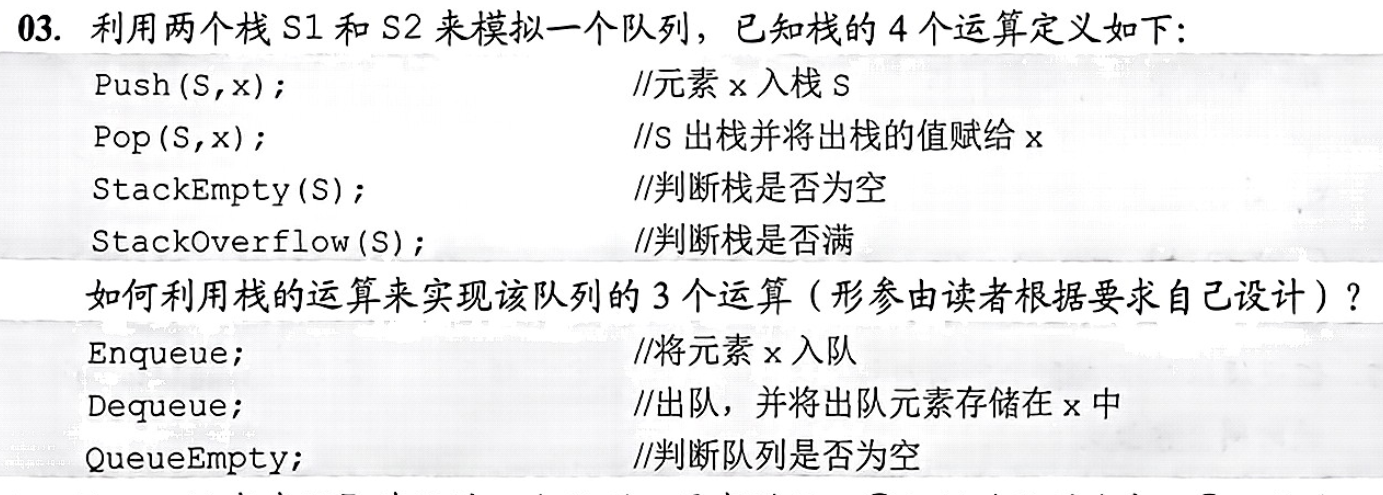 03. 利用两个栈 S1 和 S2 来模拟一个队列，已知栈的 4 个运算定义如下：
Push(S,x); //元素 x 入栈 S
Pop(S,x); //S 出栈并将出栈的值赋给 x
StackEmpty(S); //判断栈是否为空
StackOverflow(S); //判断栈是否满
如何利用栈的运算来实现该队列的 3 个运算（形参由读者根据要求自己设计）？
Enqueue; //将元素 x 入队
Dequeue; //出队，并将出队元素存储在 x 中
QueueEmpty; //判断队列是否为空